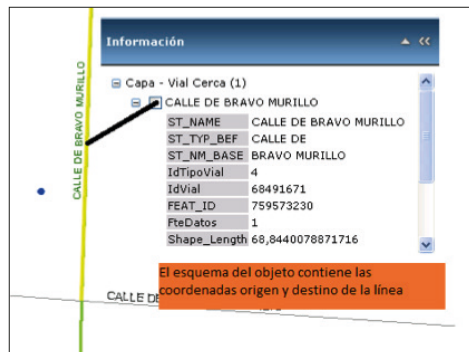 Información
Capa - Vial Cerca (1)
CALLE DE BRAVO MURILLO
ST_NAME CALLE DE BRAVO MURILLO
ST_TYP_BEF CALLE DE
ST_NM_BASE BRAVO MURILLO
IdTipoVial 4
IdVial 68491671
FEAT_ID 759573230
FteDatos 1
Shape_Length 68,8440078871716
CALLE DE BRAVO MURILLO
El esquema del objeto contiene las
coordenadas origen y destino de la línea
CALLE DE